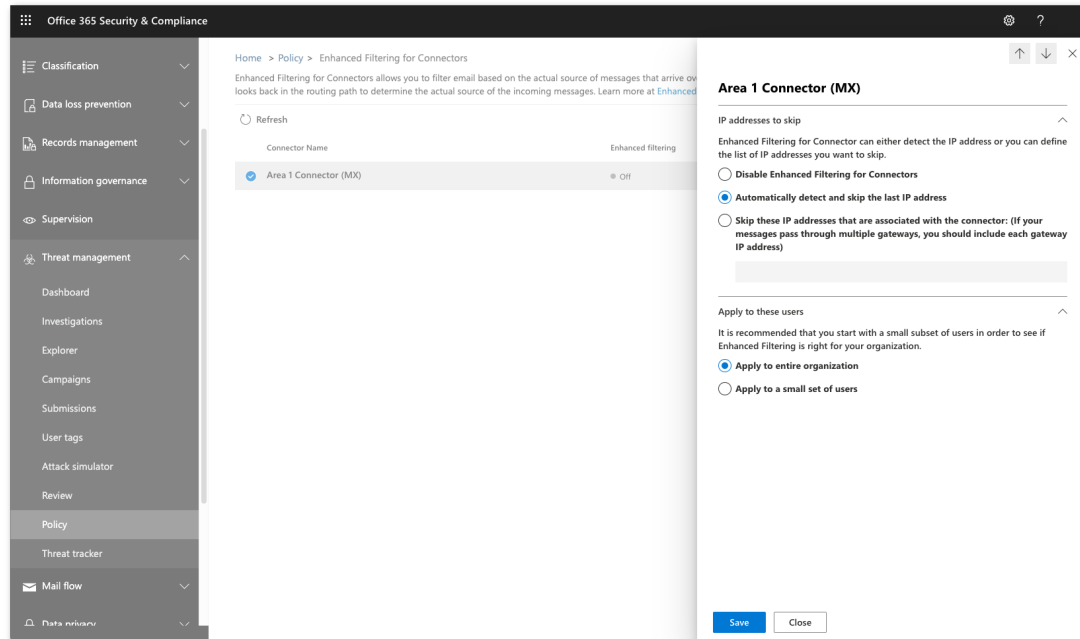 Office 365 Security & Compliance
?
Classification
Data loss prevention
Records management
Information governance
Supervision
Threat management
Dashboard
Investigations
Explorer
Campaigns
Submissions
User tags
Attack simulator
Review
Policy
Threat tracker
Mail flow
Data privacy
Home > Policy > Enhanced Filtering for Connectors
Enhanced Filtering for Connectors allows you to filter email based on the actual source of messages that arrive ov
looks back in the routing path to determine the actual source of the incoming messages. Learn more at Enhanced
Refresh
Connector Name Enhanced filtering
Area 1 Connector (MX) Off
Area 1 Connector (MX)
IP addresses to skip
Enhanced Filtering for Connector can either detect the IP address or you can define
the list of IP addresses you want to skip.
Disable Enhanced Filtering for Connectors
Automatically detect and skip the last IP address
Skip these IP addresses that are associated with the connector: (If your
messages pass through multiple gateways, you should include each gateway
IP address)
Apply to these users
It is recommended that you start with a small subset of users in order to see if
Enhanced Filtering is right for your organization.
Apply to entire organization
Apply to a small set of users
Save Close